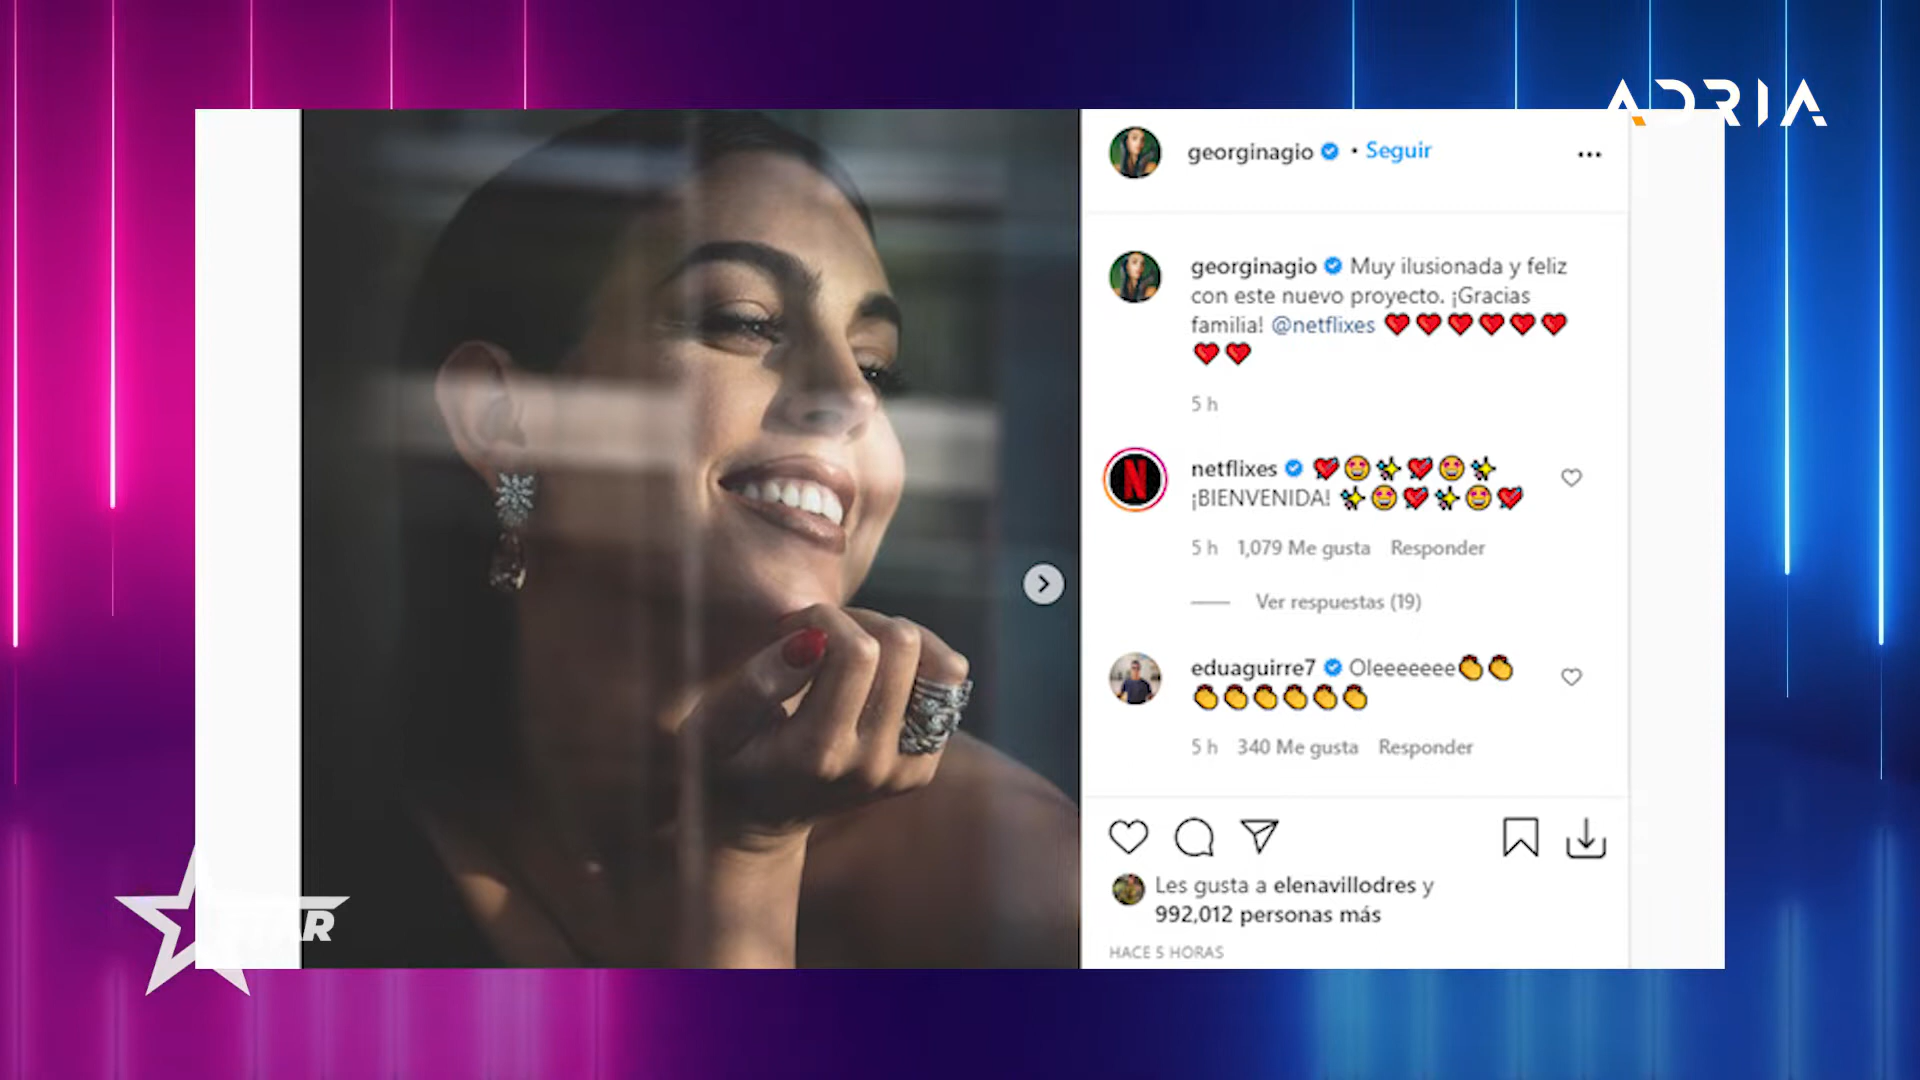 ADRIA
georginagio • Seguir
georginagio Muy ilusionada y feliz
con este nuevo proyecto. ¡Gracias
familia! @netflixes ❤❤❤❤❤❤
❤❤
5 h
netflixes 💖😍✨💖😍✨
¡BIENVENIDA! ✨😍💖✨😍💖
5 h 1,079 Me gusta Responder
Ver respuestas (19)
eduaguirre7 Oleeeeeee👏👏
👏👏👏👏👏👏
5 h 340 Me gusta Responder
Les gusta a elenavillodres y
992,012 personas más
HACE 5 HORAS
STAR